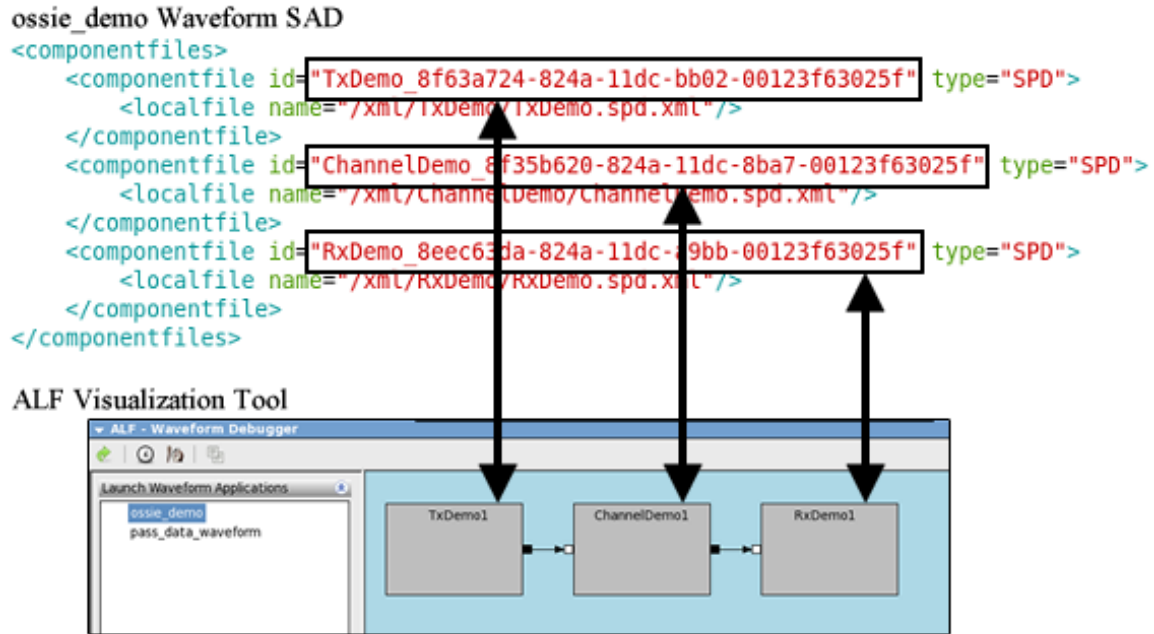 ossie_demo Waveform SAD
<componentfiles>
<componentfile id="TxDemo_8f63a724-824a-11dc-bb02-00123f63025f" type="SPD">
<localfile name="/xml/TxDemo/TxDemo.spd.xml"/>
</componentfile>
<componentfile id="ChannelDemo_8f35b620-824a-11dc-8ba7-00123f63025f" type="SPD">
<localfile name="/xml/ChannelDemo/ChannelDemo.spd.xml"/>
</componentfile>
<componentfile id="RxDemo_8eec63da-824a-11dc-a9bb-00123f63025f" type="SPD">
<localfile name="/xml/RxDemo/RxDemo.spd.xml"/>
</componentfile>
</componentfiles>
ALF Visualization Tool
ALF - Waveform Debugger
Launch Waveform Applications
ossie_demo
pass_data_waveform
TxDemo1
ChannelDemo1
RxDemo1